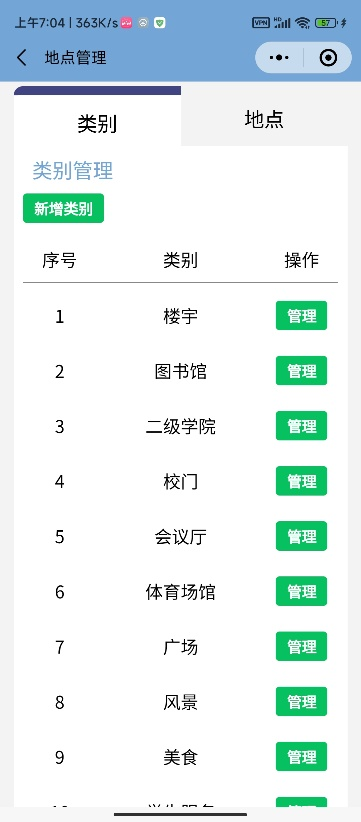 上午7:04 | 363K/s
VPN HD 57
地点管理
类别 地点
类别管理
新增类别
序号 类别 操作
1 楼宇 管理
2 图书馆 管理
3 二级学院 管理
4 校门 管理
5 会议厅 管理
6 体育场馆 管理
7 广场 管理
8 风景 管理
9 美食 管理